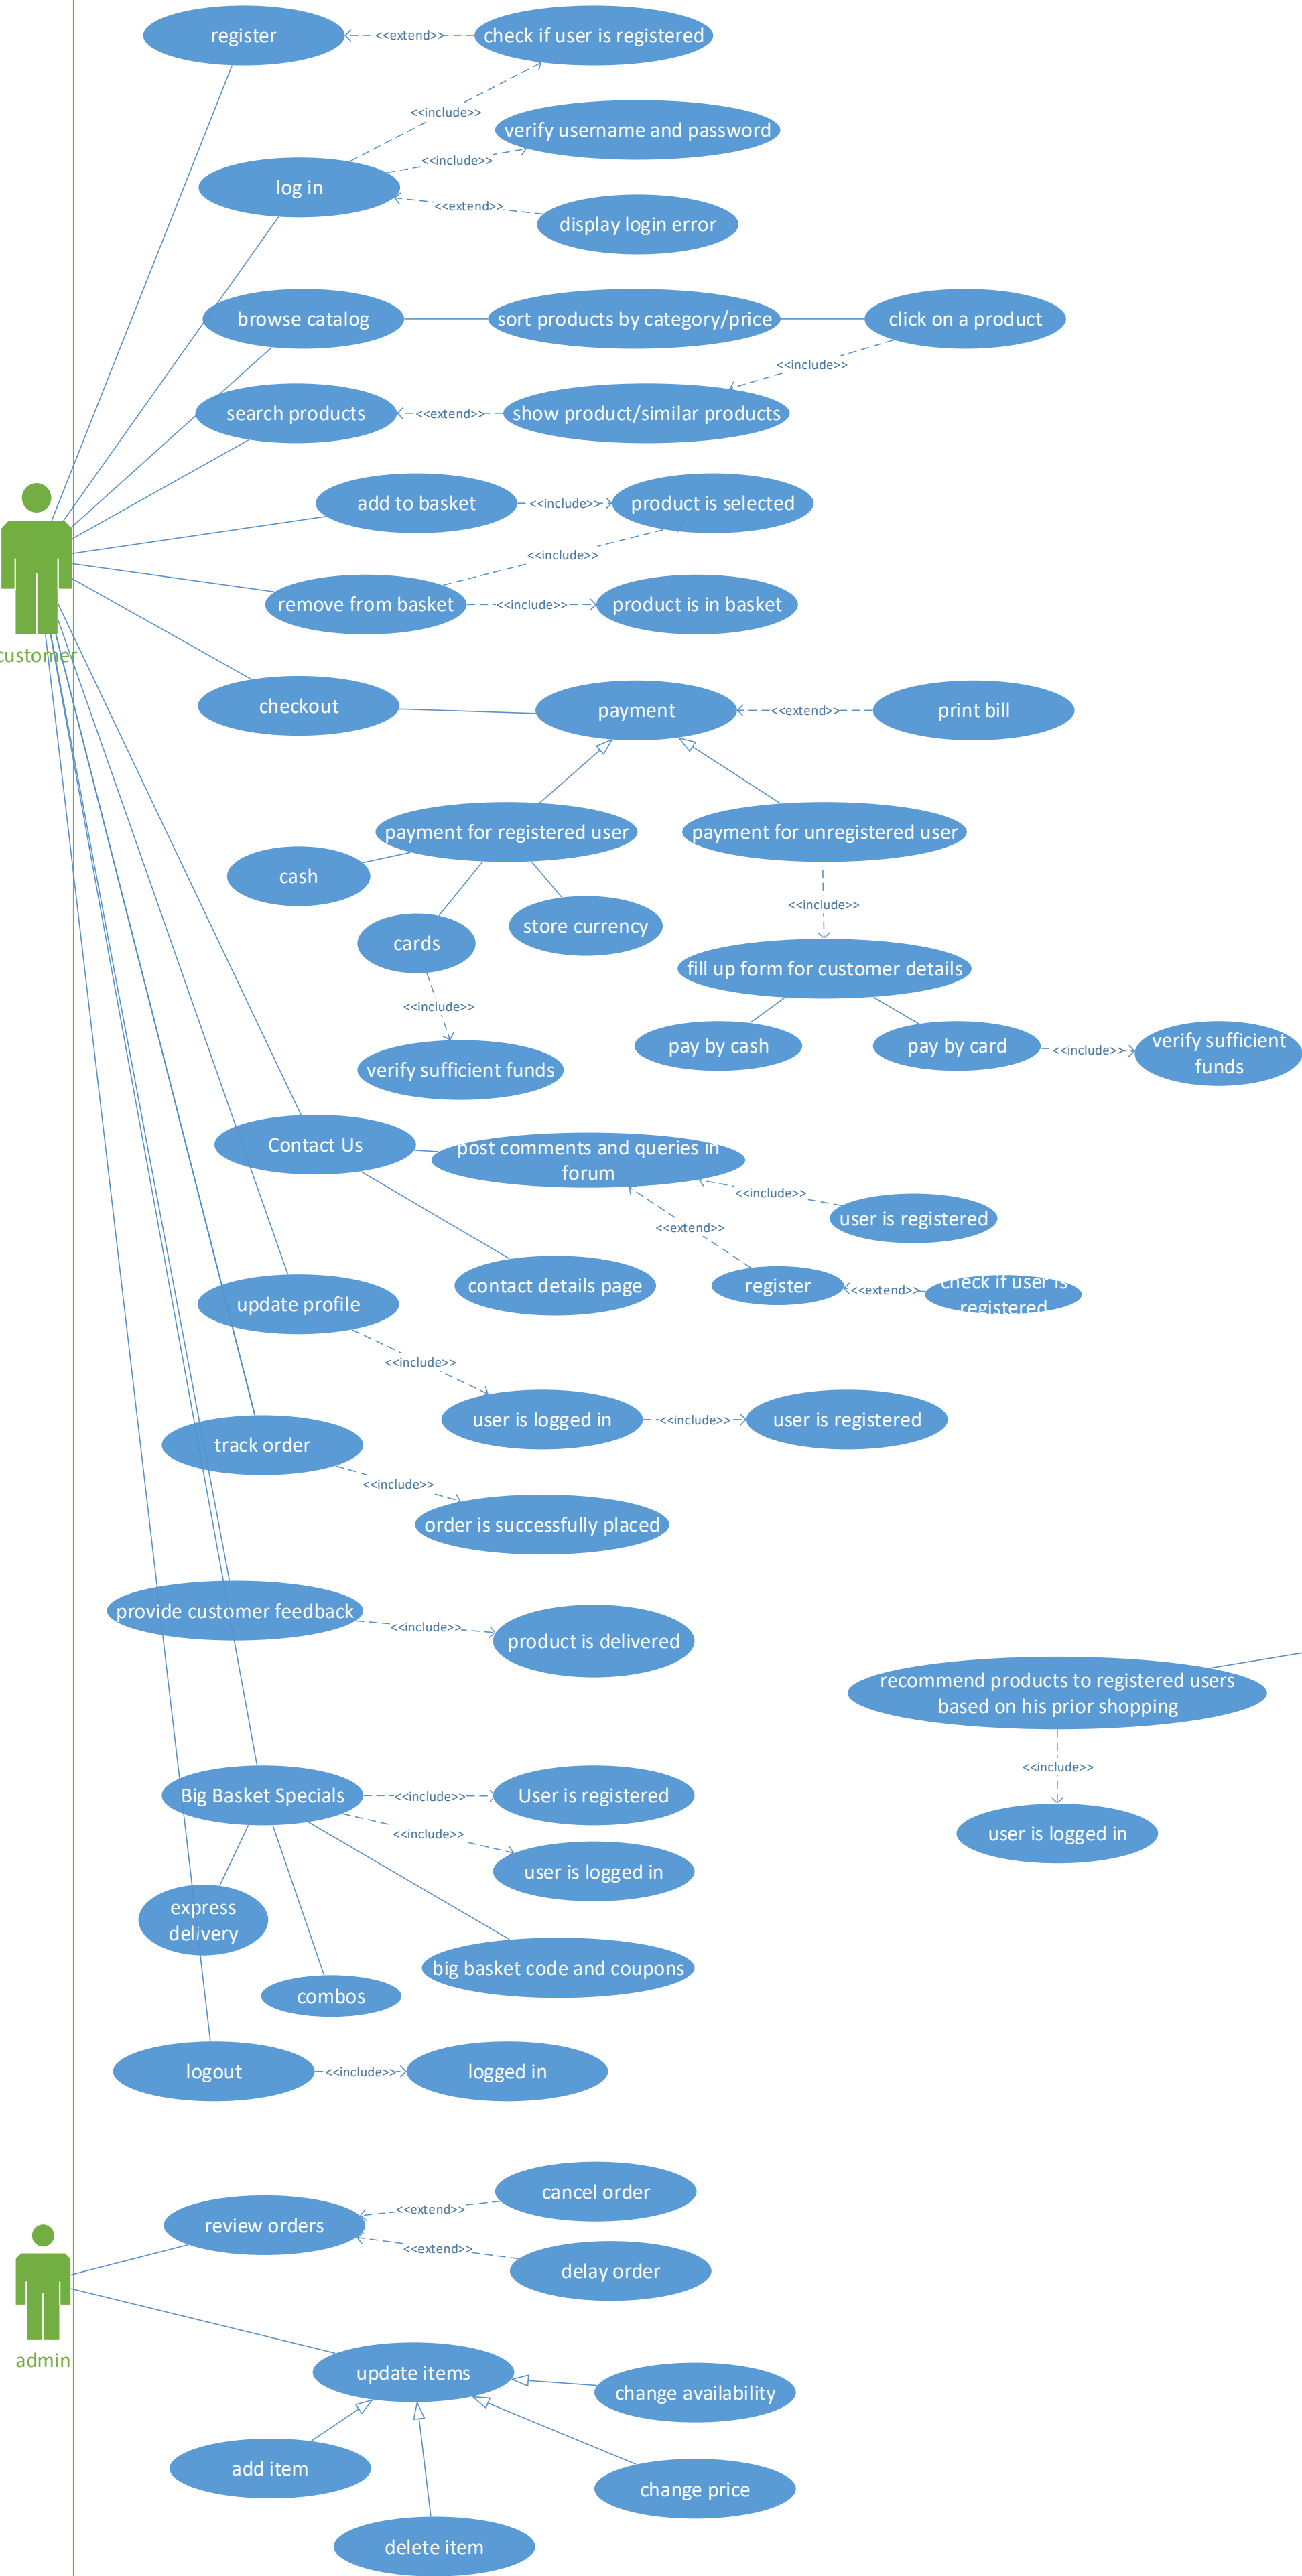 register
<<extend>>
check if user is registered
<<include>>
verify username and password
<<include>>
log in
<<extend>>
display login error
browse catalog
sort products by category/price
click on a product
<<include>>
search products
<<extend>>
show product/similar products
add to basket
<<include>>
product is selected
<<include>>
remove from basket
<<include>>
product is in basket
customer
checkout
payment
<<extend>>
print bill
payment for registered user
payment for unregistered user
cash
<<include>>
store currency
cards
fill up form for customer details
<<include>>
pay by cash
pay by card
<<include>>
verify sufficient
funds
verify sufficient funds
Contact Us
post comments and queries in
forum
<<include>>
user is registered
<<extend>>
contact details page
register
<<extend>>
check if user is
registered
update profile
<<include>>
user is logged in
<<include>>
user is registered
track order
<<include>>
order is successfully placed
provide customer feedback
<<include>>
product is delivered
recommend products to registered users
based on his prior shopping
<<include>>
user is logged in
Big Basket Specials
<<include>>
User is registered
<<include>>
user is logged in
express
delivery
big basket code and coupons
combos
logout
<<include>>
logged in
cancel order
<<extend>>
review orders
<<extend>>
delay order
admin
update items
change availability
add item
change price
delete item